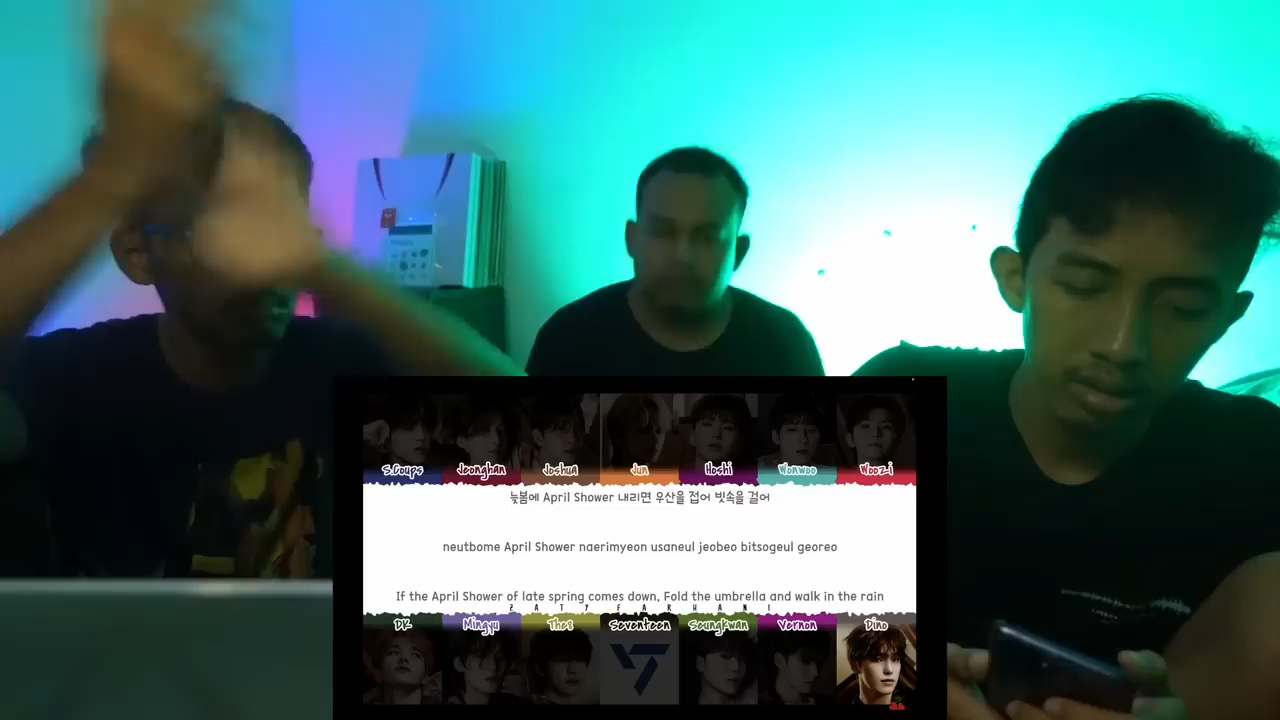 S.Coups Jeonghan Joshua Jun Hoshi Wonwoo Woozi
늦봄에 April Shower 내리면 우산을 접어 빗속을 걸어
neutbome April Shower naerimyeon usaneul jeobeo bitsogeul georeo
If the April Shower of late spring comes down, Fold the umbrella and walk in the rain
ZATYFARHANI
DK Mingyu The8 Seventeen Seungkwan Vernon Dino